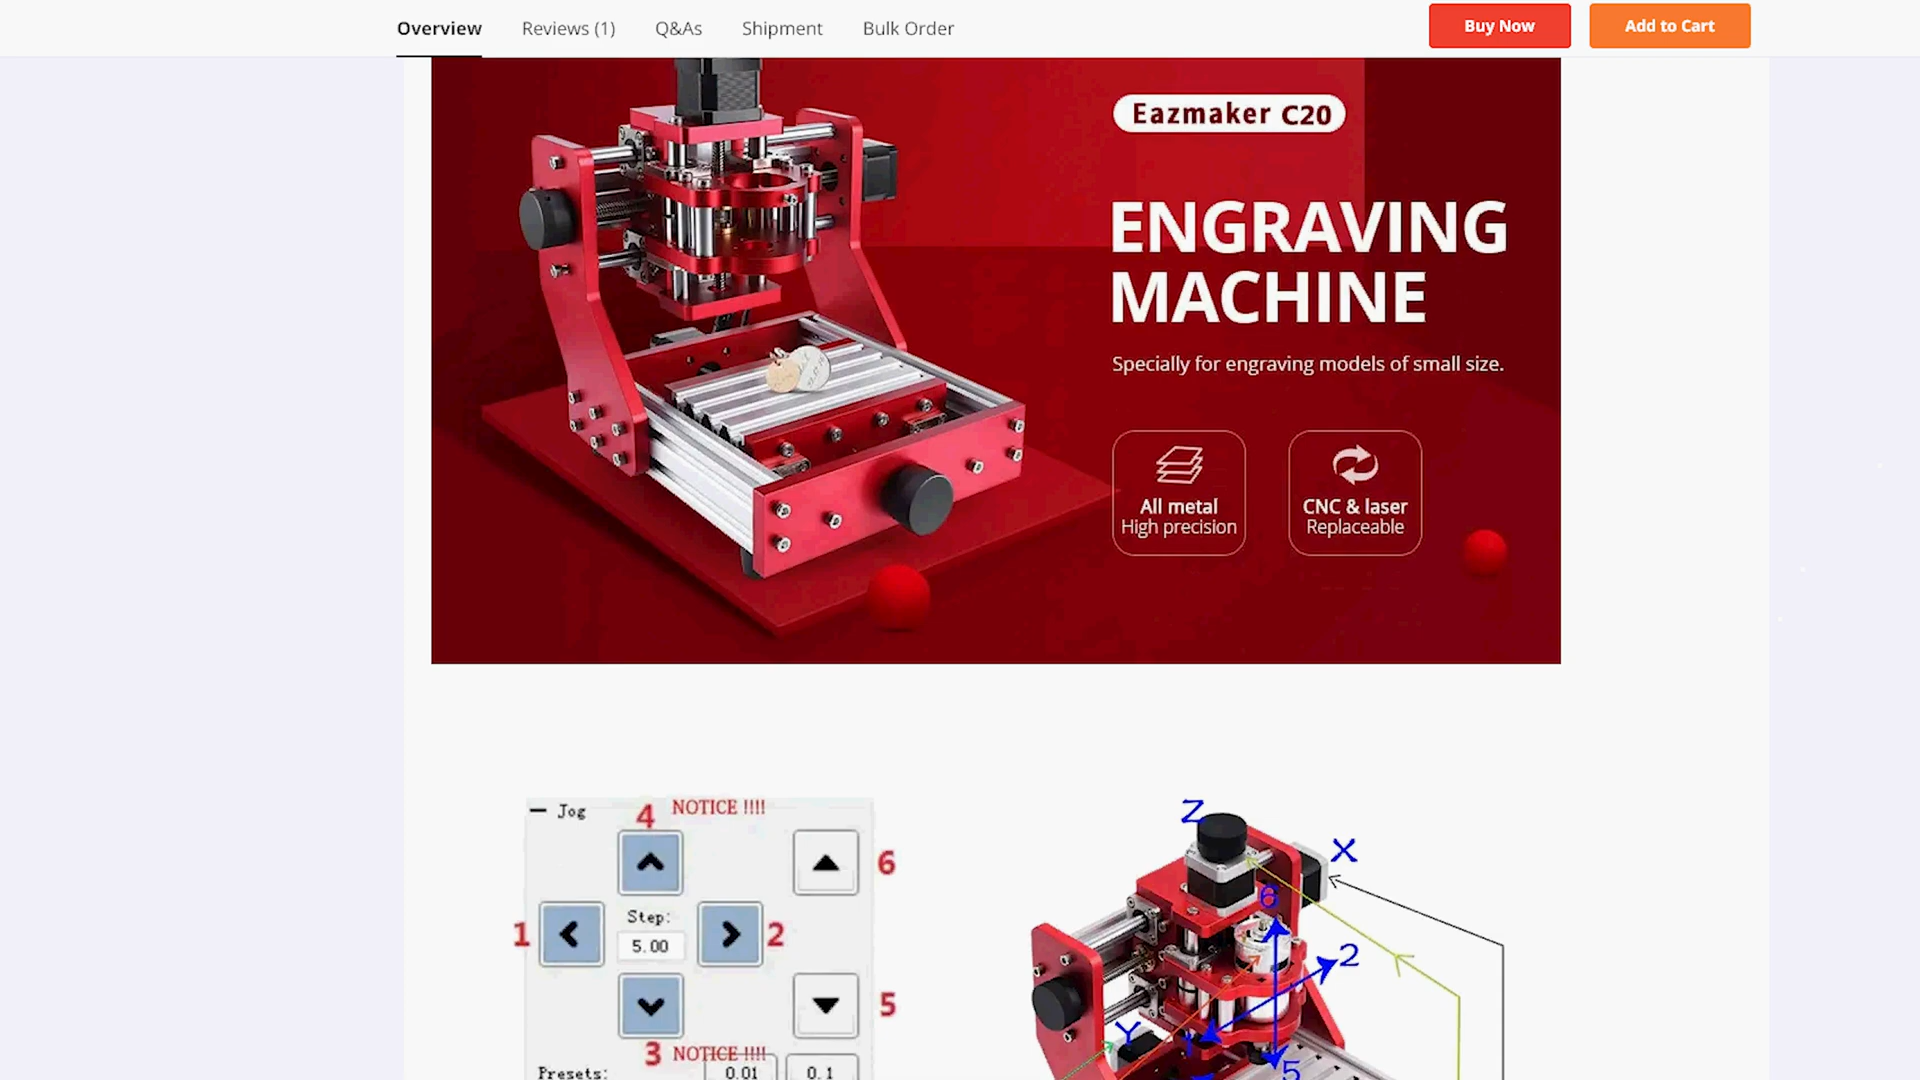 Overview
Reviews (1)
Q&As
Shipment
Bulk Order
Buy Now
Add to Cart
Eazmaker C20
ENGRAVING
MACHINE
Specially for engraving models of small size.
All metal
High precision
CNC & laser
Replaceable
Jog
4
NOTICE !!!!
6
1
Step:
5.00
2
5
3
NOTICE !!!!
Presets:
0.01
0.1
Z
X
6
2
Y
1
5